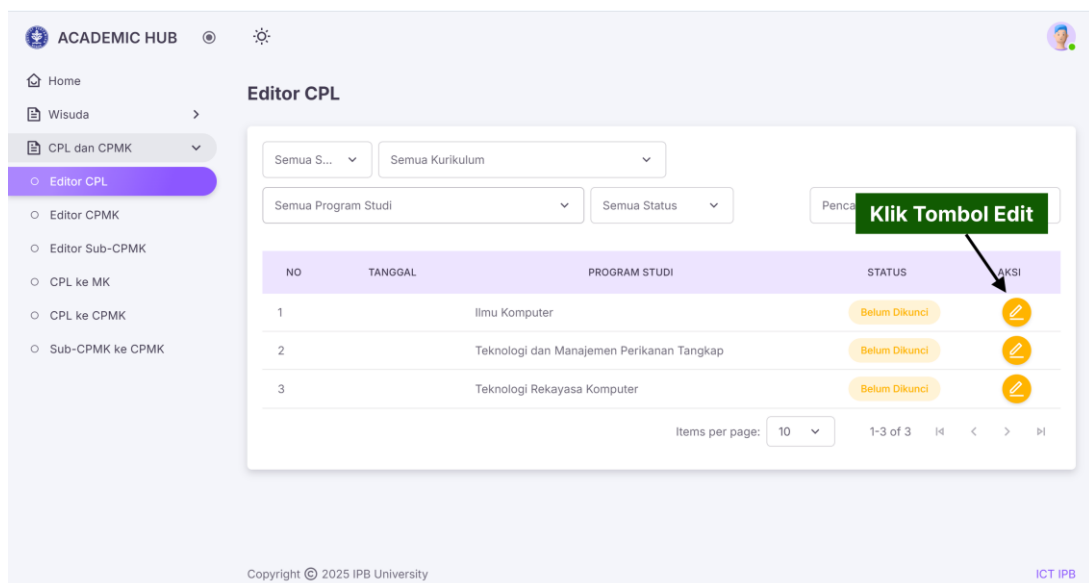 ACADEMIC HUB
Home
Wisuda
CPL dan CPMK
Editor CPL
Editor CPMK
Editor Sub-CPMK
CPL ke MK
CPL ke CPMK
Sub-CPMK ke CPMK
Editor CPL
Semua S... Semua Kurikulum
Semua Program Studi Semua Status
Klik Tombol Edit
NO TANGGAL PROGRAM STUDI STATUS AKSI
1 Ilmu Komputer Belum Dikunci
2 Teknologi dan Manajemen Perikanan Tangkap Belum Dikunci
3 Teknologi Rekayasa Komputer Belum Dikunci
Items per page: 10 1-3 of 3
Copyright © 2025 IPB University ICT IPB